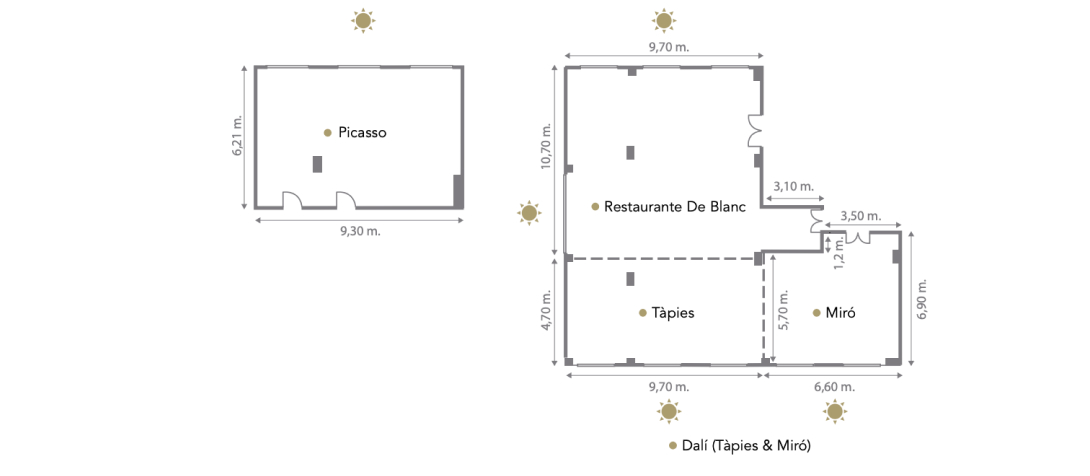 6,21 m.
Picasso
9,30 m.
9,70 m.
10,70 m.
3,10 m.
Restaurante De Blanc
3,50 m.
1,2 m.
4,70 m.
Tàpies
5,70 m.
Miró
6,90 m.
9,70 m.
6,60 m.
Dalí (Tàpies & Miró)